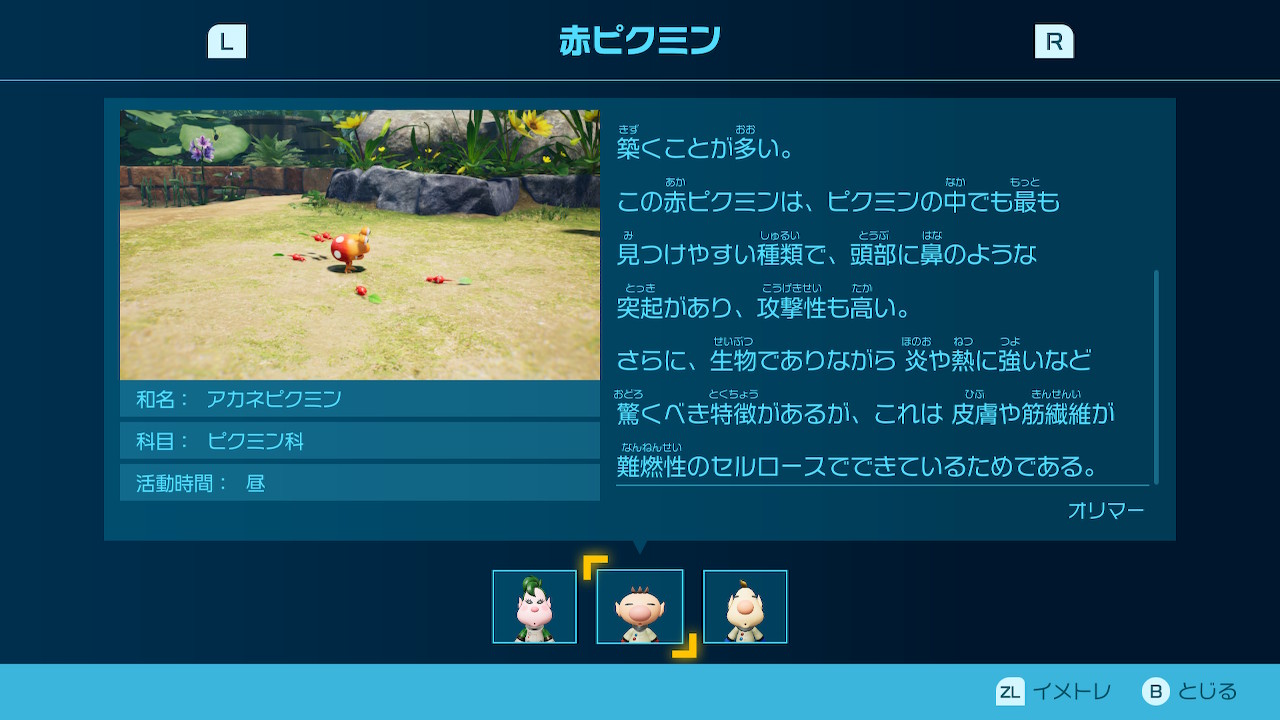 L
赤ピクミン
R
築くことが多い。
この赤ピクミンは、ピクミンの中でも最も
見つけやすい種類で、頭部に鼻のような
突起があり、攻撃性も高い。
さらに、生物でありながら 炎や熱に強いなど
驚くべき特徴があるが、これは 皮膚や筋繊維が
難燃性のセルロースでできているためである。
オリマー
和名： アカネピクミン
科目： ピクミン科
活動時間： 昼
ZL イメトレ
B とじる